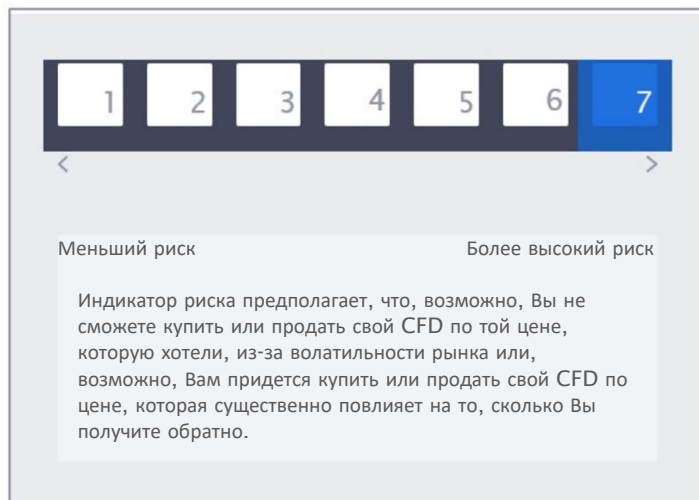 1 2 3 4 5 6 7
< >
Меньший риск Более высокий риск
Индикатор риска предполагает, что, возможно, Вы не
сможете купить или продать свой CFD по той цене,
которую хотели, из-за волатильности рынка или,
возможно, Вам придется купить или продать свой CFD по
цене, которая существенно повлияет на то, сколько Вы
получите обратно.